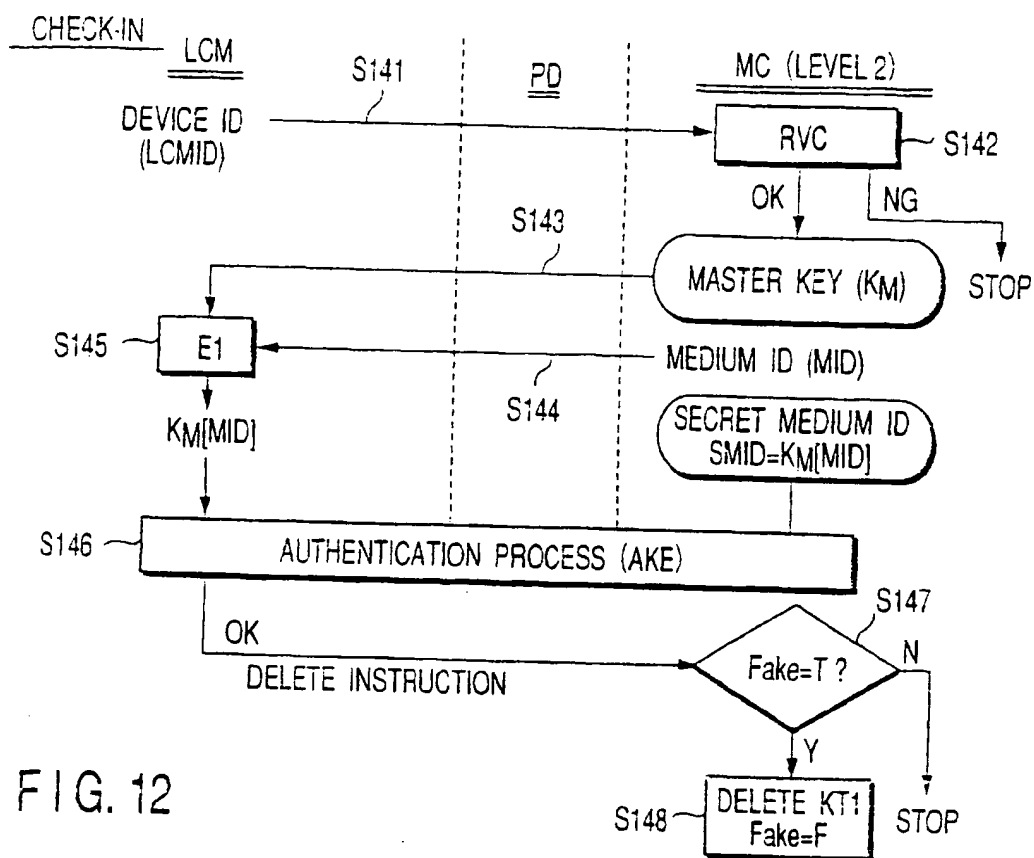 CHECK-IN
LCM
PD
MC (LEVEL 2)
S141
DEVICE ID
(LCMID)
RVC
S142
OK
NG
S143
MASTER KEY (KM)
STOP
S145
E1
MEDIUM ID (MID)
S144
KM[MID]
SECRET MEDIUM ID
SMID=KM[MID]
S146
AUTHENTICATION PROCESS (AKE)
S147
OK
DELETE INSTRUCTION
Fake=T ?
N
Y
FIG. 12
S148
DELETE KT1
Fake=F
STOP